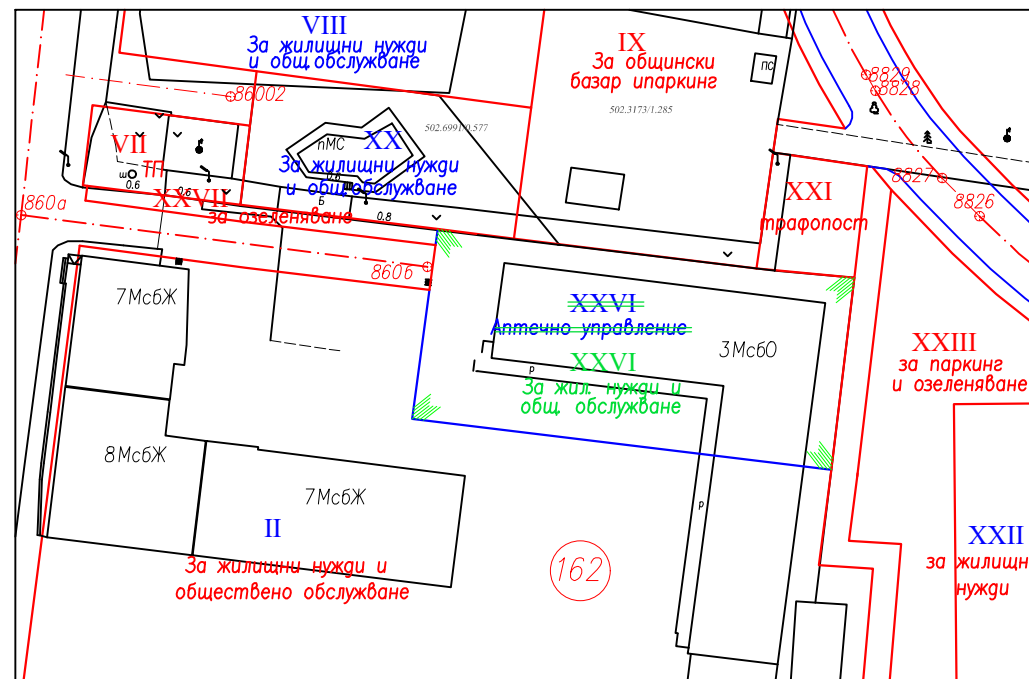 VIII
За жилищни нужди
и общ.обслужване
IX
За общински
базар ипаркинг
502.3173/1.285
ПС
8829
8828
86002
502.6991/0.577
VII
ТП
ш
0.6
0.6
пМС
XX
За жилищни нужди
и общ.обслужване
0.6
Б
0.8
XXVII
за озеленяване
XXI
трафопост
8827
8826
860а
860б
7МсбЖ
XXVI
Аптечно управление
XXVI
За жил. нужди и
общ. обслужване
3МсбО
р
XXIII
за паркинг
и озеленяване
8МсбЖ
7МсбЖ
II
За жилищни нужди и
обществено обслужване
162
р
XXII
за жилищн
нужди